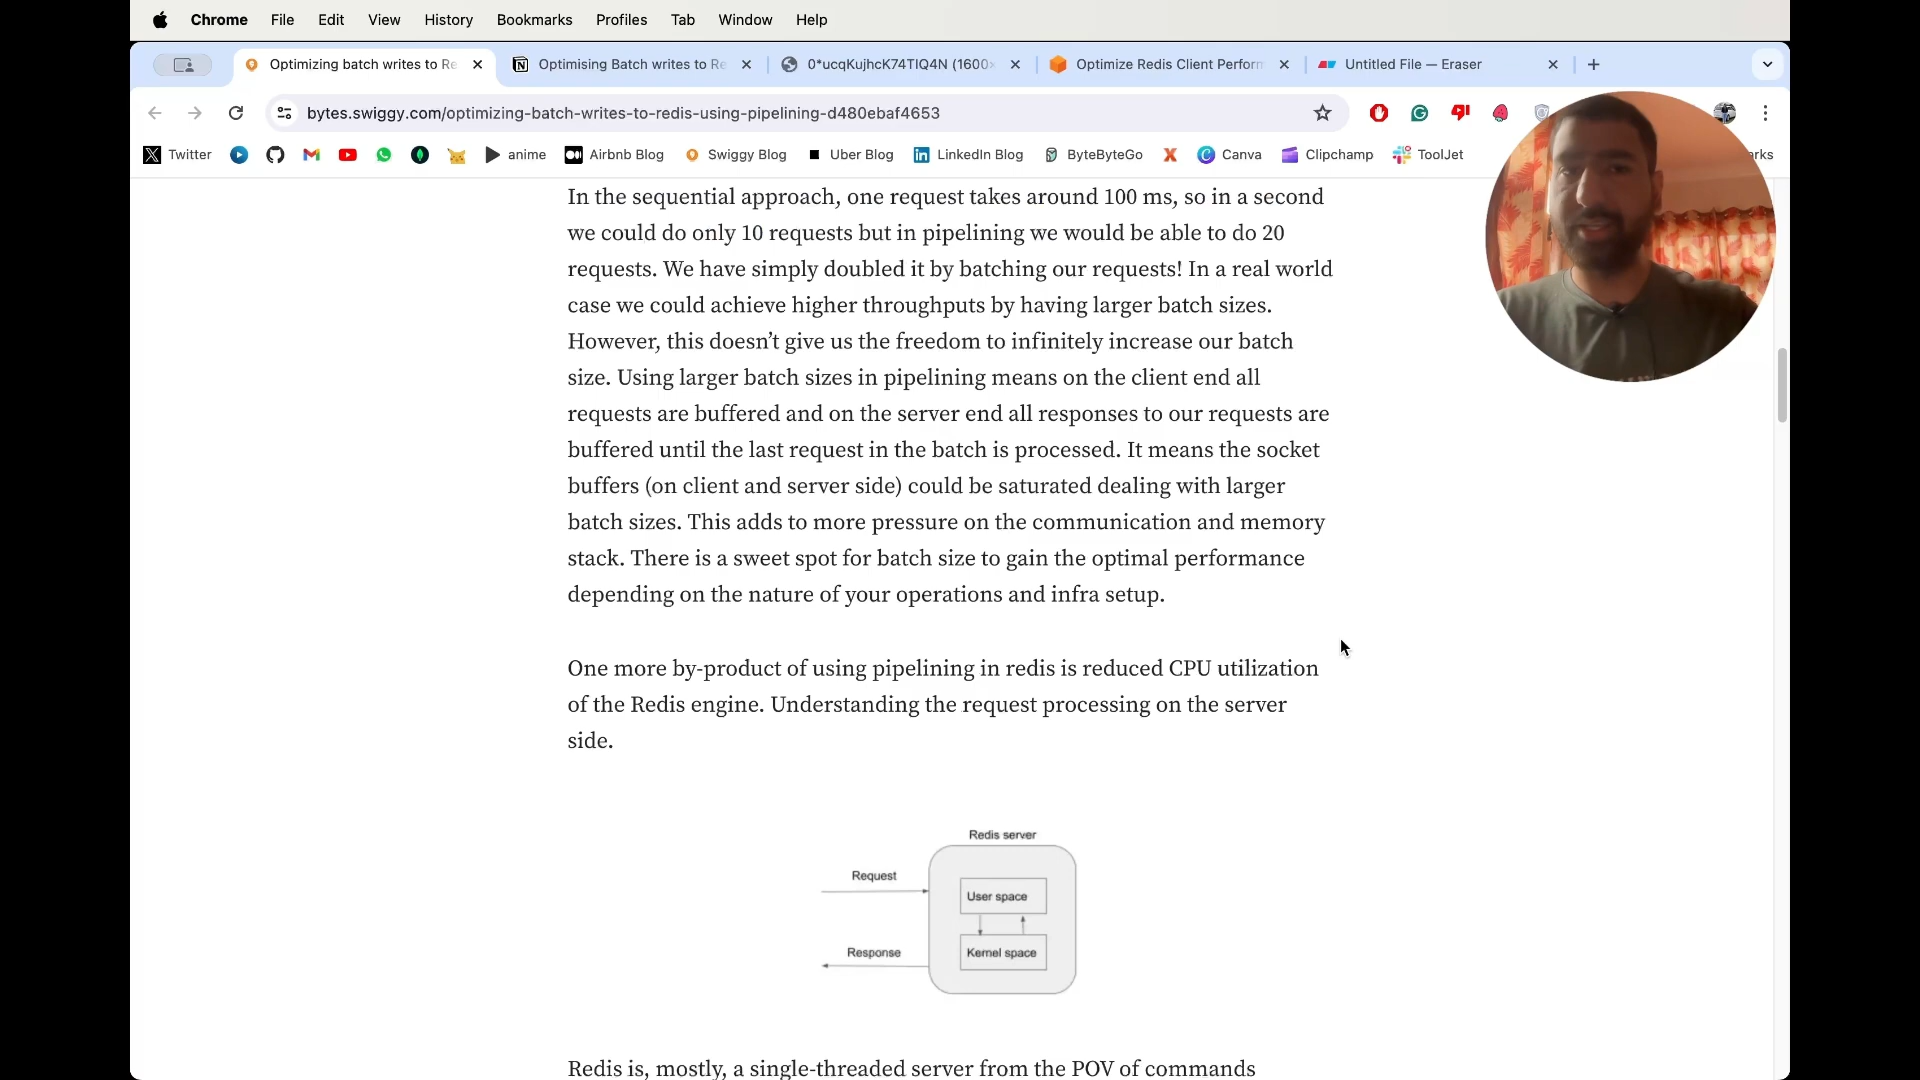 Chrome File Edit View History Bookmarks Profiles Tab Window Help
Optimizing batch writes to Re Optimising Batch writes to Re 0*ucqKujhcK74TIQ4N (1600× Optimize Redis Client Perform Untitled File — Eraser
bytes.swiggy.com/optimizing-batch-writes-to-redis-using-pipelining-d480ebaf4653
Twitter anime Airbnb Blog Swiggy Blog Uber Blog LinkedIn Blog ByteByteGo Canva Clipchamp ToolJet
In the sequential approach, one request takes around 100 ms, so in a second
we could do only 10 requests but in pipelining we would be able to do 20
requests. We have simply doubled it by batching our requests! In a real world
case we could achieve higher throughputs by having larger batch sizes.
However, this doesn’t give us the freedom to infinitely increase our batch
size. Using larger batch sizes in pipelining means on the client end all
requests are buffered and on the server end all responses to our requests are
buffered until the last request in the batch is processed. It means the socket
buffers (on client and server side) could be saturated dealing with larger
batch sizes. This adds to more pressure on the communication and memory
stack. There is a sweet spot for batch size to gain the optimal performance
depending on the nature of your operations and infra setup.
One more by-product of using pipelining in redis is reduced CPU utilization
of the Redis engine. Understanding the request processing on the server
side.
Redis server
Request
User space
Response
Kernel space
Redis is, mostly, a single-threaded server from the POV of commands